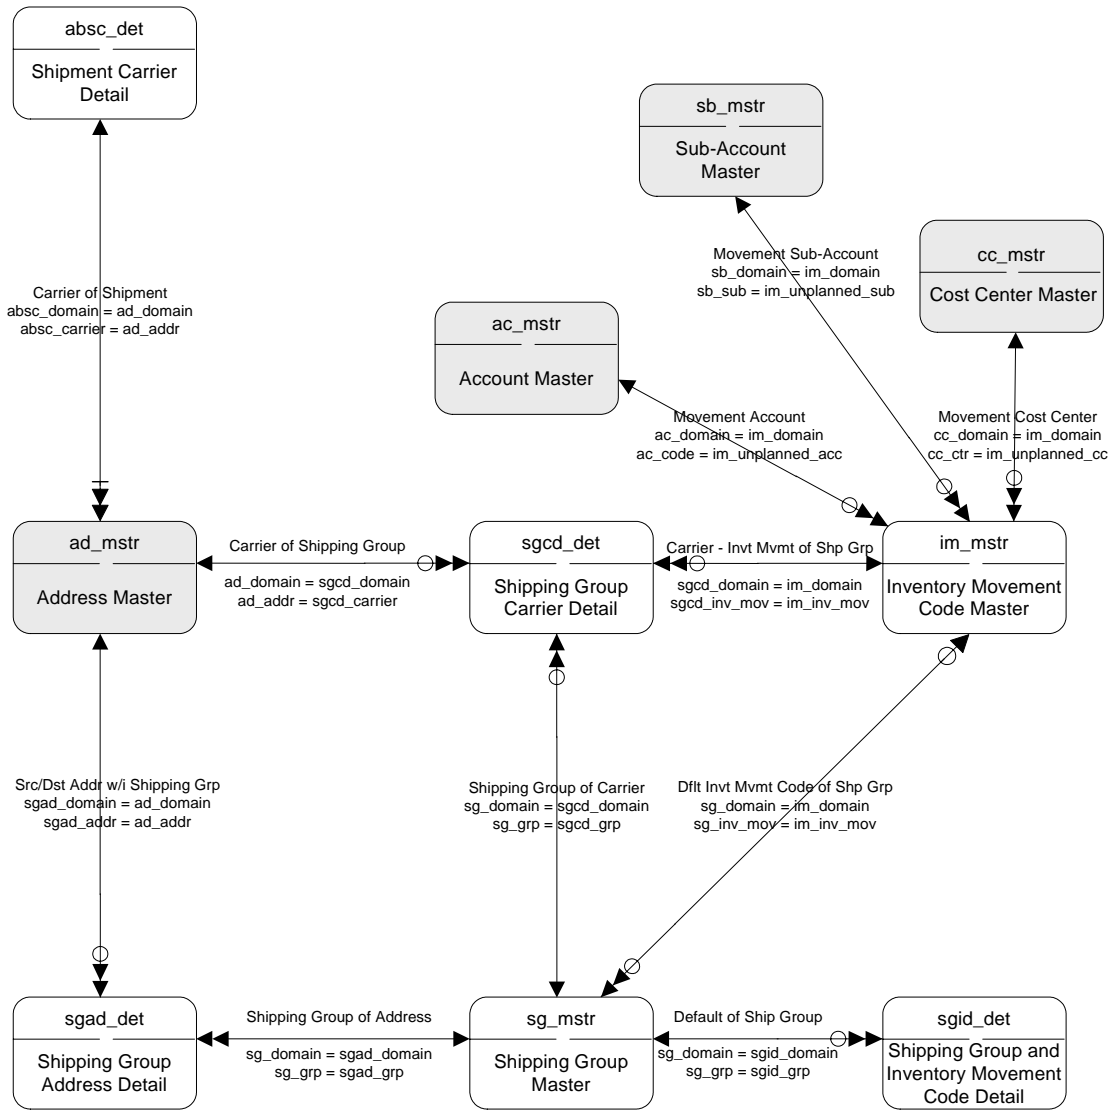 absc_det
Shipment Carrier
Detail
sb_mstr
Sub-Account
Master
cc_mstr
Cost Center Master
Movement Sub-Account
sb_domain = im_domain
sb_sub = im_unplanned_sub
Carrier of Shipment
absc_domain = ad_domain
absc_carrier = ad_addr
ac_mstr
Account Master
Movement Account
ac_domain = im_domain
ac_code = im_unplanned_acc
Movement Cost Center
cc_domain = im_domain
cc_ctr = im_unplanned_cc
ad_mstr
Address Master
Carrier of Shipping Group
ad_domain = sgcd_domain
ad_addr = sgcd_carrier
sgcd_det
Shipping Group
Carrier Detail
Carrier - Invt Mvmt of Shp Grp
sgcd_domain = im_domain
sgcd_inv_mov = im_inv_mov
im_mstr
Inventory Movement
Code Master
Src/Dst Addr w/i Shipping Grp
sgad_domain = ad_domain
sgad_addr = ad_addr
Shipping Group of Carrier
sg_domain = sgcd_domain
sg_grp = sgcd_grp
Dflt Invt Mvmt Code of Shp Grp
sg_domain = im_domain
sg_inv_mov = im_inv_mov
sgad_det
Shipping Group
Address Detail
Shipping Group of Address
sg_domain = sgad_domain
sg_grp = sgad_grp
sg_mstr
Shipping Group
Master
Default of Ship Group
sg_domain = sgid_domain
sg_grp = sgid_grp
sgid_det
Shipping Group and
Inventory Movement
Code Detail